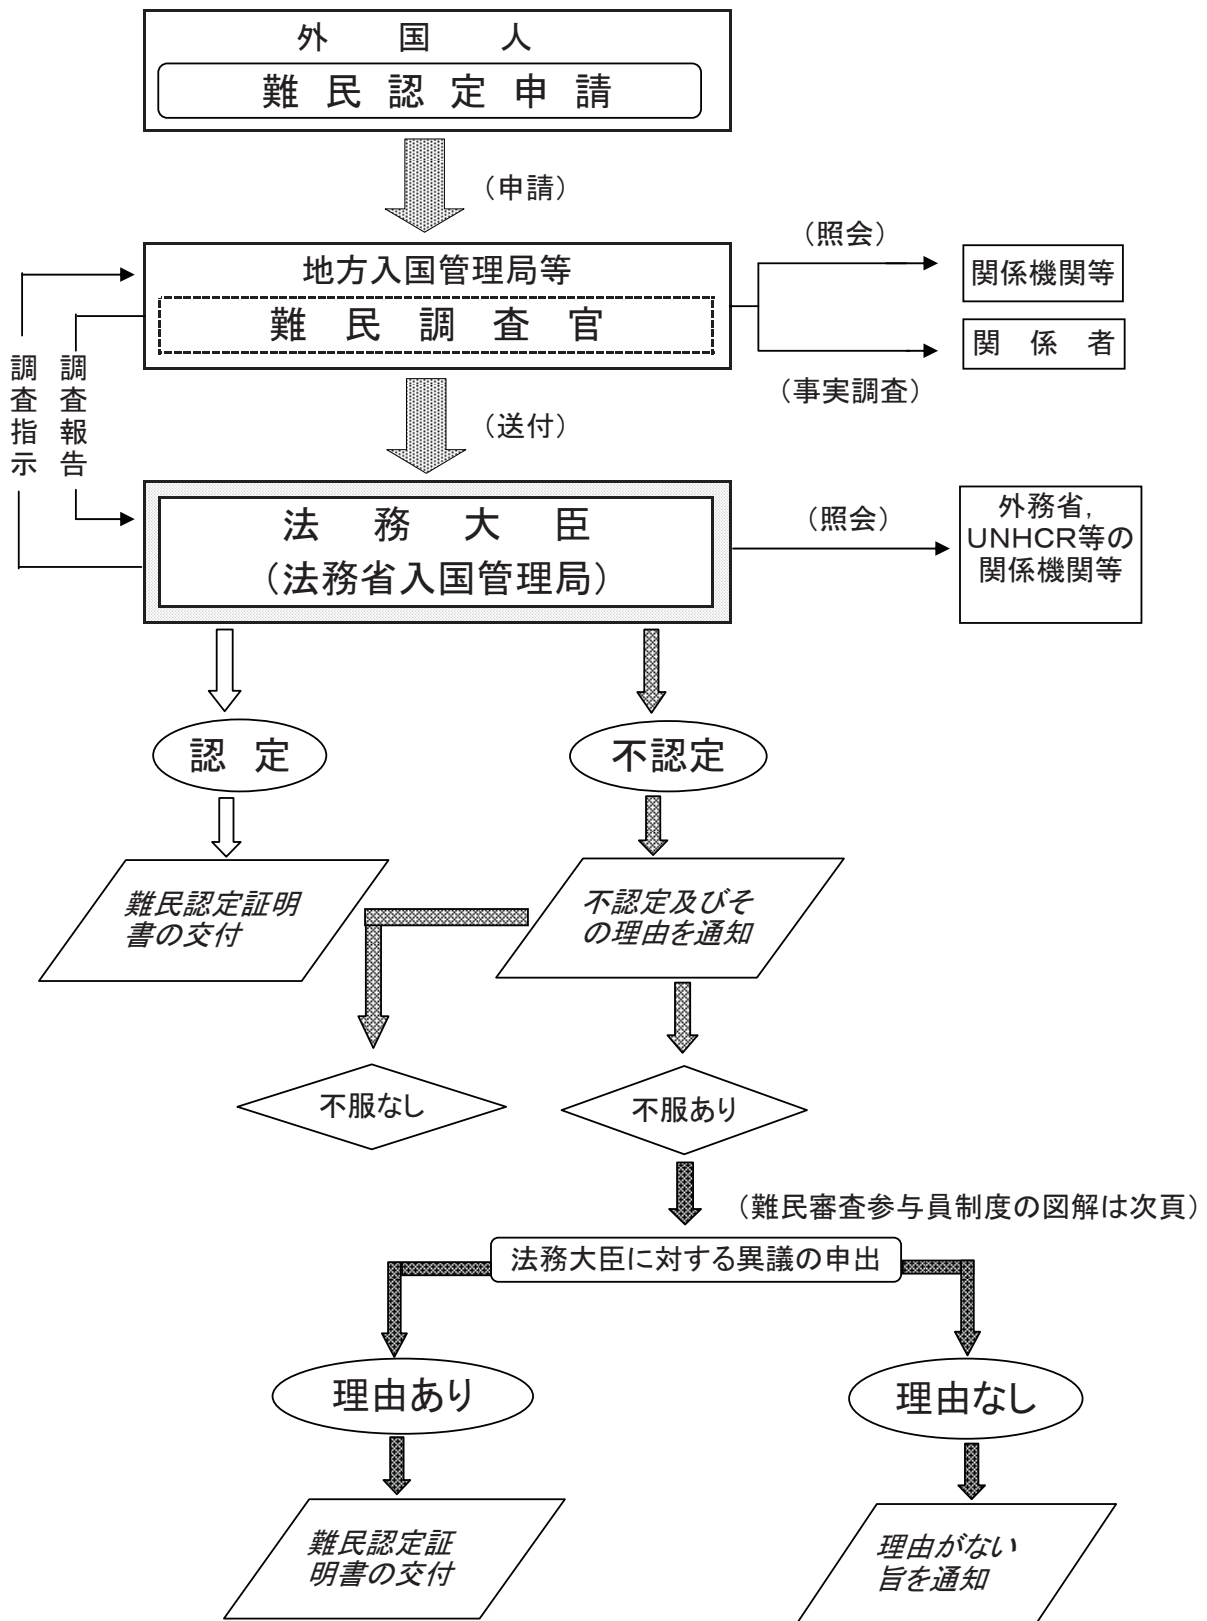 外 国 人
難 民 認 定 申 請
（申請）
地方入国管理局等
難 民 調 査 官
（照会）
関係機関等
関 係 者
（事実調査）
調査指示
調査報告
（送付）
法 務 大 臣
（法務省入国管理局）
（照会）
外務省，
UNHCR等の
関係機関等
認 定
不認定
難民認定証明
書の交付
不認定及びそ
の理由を通知
不服なし
不服あり
（難民審査参与員制度の図解は次頁）
法務大臣に対する異議の申出
理由あり
理由なし
難民認定証
明書の交付
理由がない
旨を通知